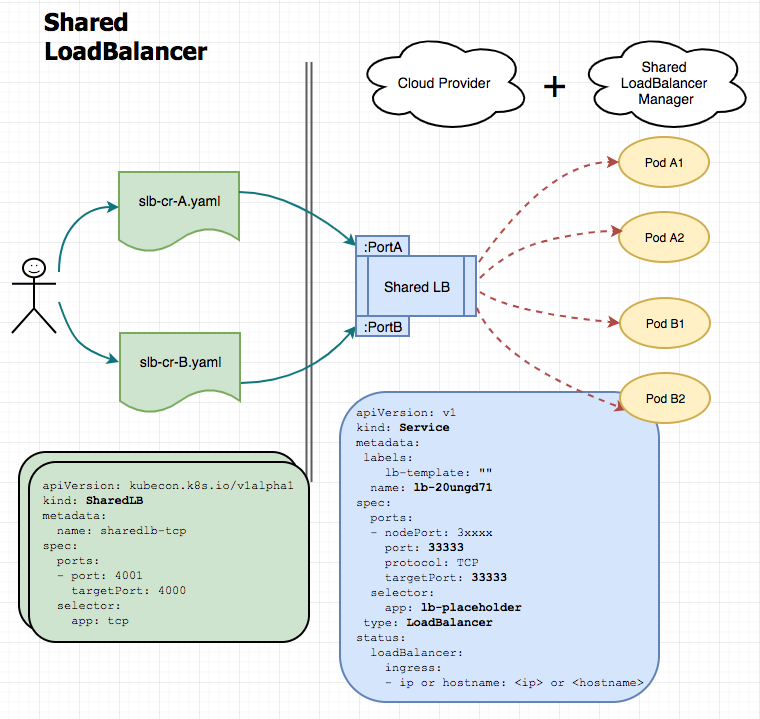 Shared
LoadBalancer
Cloud Provider
+
Shared
LoadBalancer
Manager
slb-cr-A.yaml
slb-cr-B.yaml
:PortA
Shared LB
:PortB
Pod A1
Pod A2
Pod B1
Pod B2
apiVersion: kubecon.k8s.io/v1alpha1
kind: SharedLB
metadata:
  name: sharedlb-tcp
spec:
  ports:
  - port: 4001
    targetPort: 4000
  selector:
    app: tcp
apiVersion: v1
kind: Service
metadata:
 labels:
    lb-template: ""
  name: lb-20ungd71
spec:
  ports:
  - nodePort: 3xxxx
    port: 33333
    protocol: TCP
    targetPort: 33333
  selector:
    app: lb-placeholder
 type: LoadBalancer
status:
  loadBalancer:
    ingress:
    - ip or hostname: <ip> or <hostname>